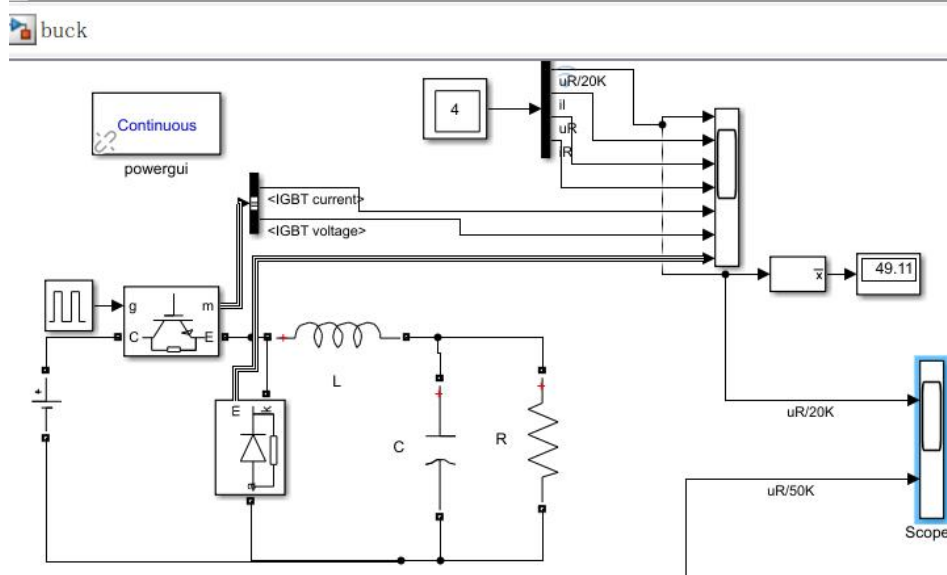 buck
Continuous
powergui
4
uR/20K
il
uR
iR
<IGBT current>
<IGBT voltage>
x
49.11
g
m
C
E
L
m
k
a
C
R
uR/20K
uR/50K
Scope